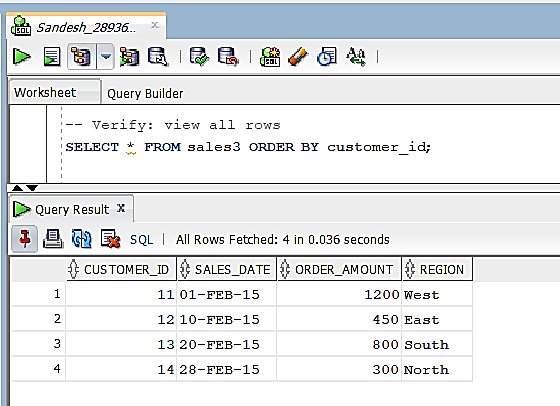 Sandesh_28936...
Worksheet Query Builder
-- Verify: view all rows
SELECT * FROM sales3 ORDER BY customer_id;
Query Result x
SQL | All Rows Fetched: 4 in 0.036 seconds
CUSTOMER_ID SALES_DATE ORDER_AMOUNT REGION
1 11 01-FEB-15 1200 West
2 12 10-FEB-15 450 East
3 13 20-FEB-15 800 South
4 14 28-FEB-15 300 North